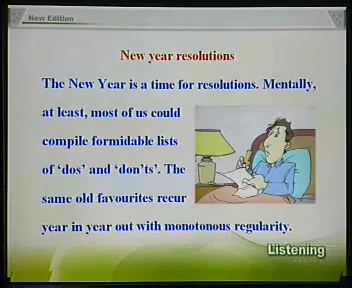 New Edition
New year resolutions
The New Year is a time for resolutions. Mentally,
at least, most of us could
compile formidable lists
of ‘dos’ and ‘don’ts’. The
same old favourites recur
year in year out with monotonous regularity.
Listening